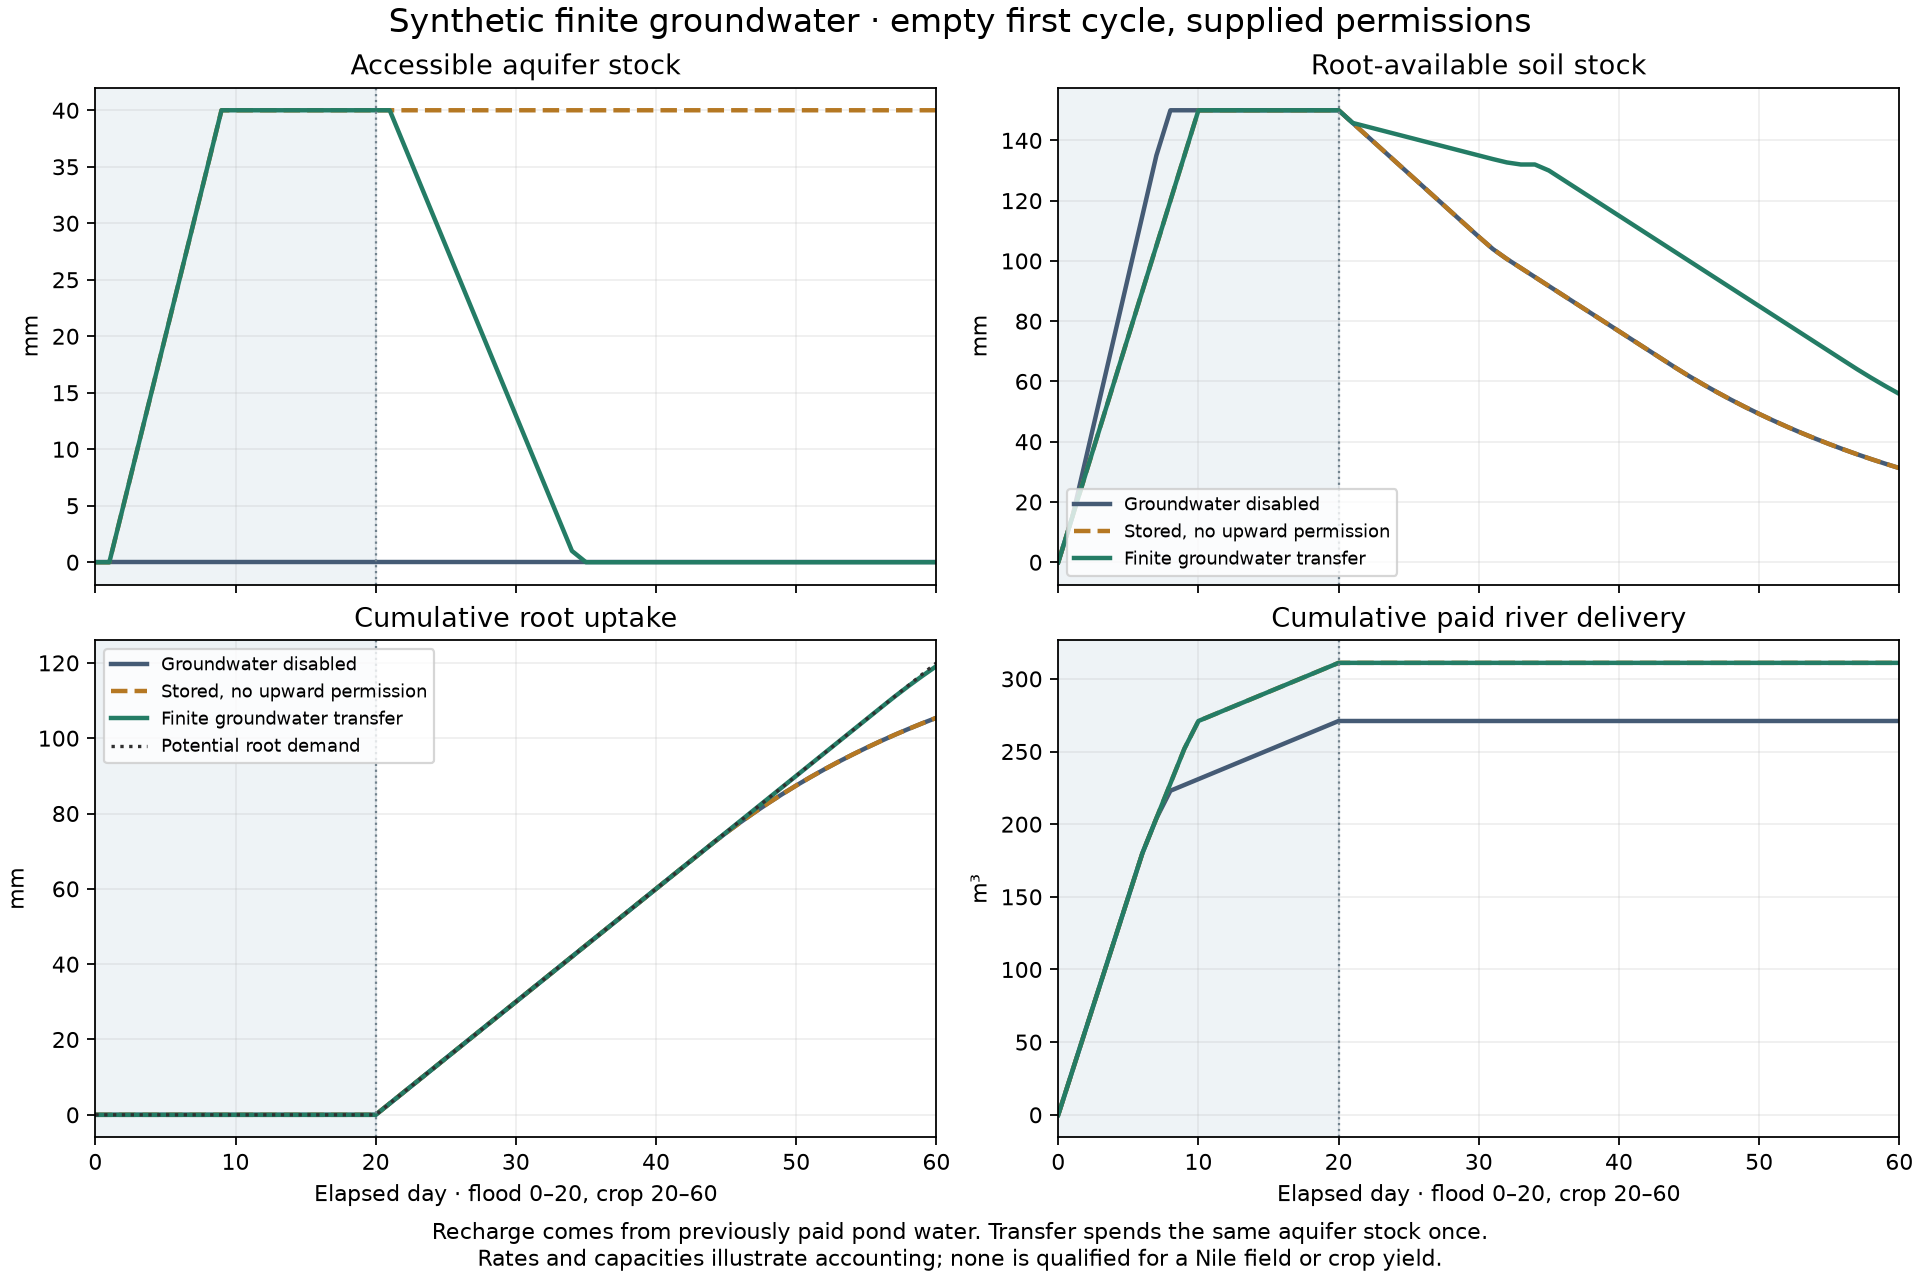 Synthetic finite groundwater · empty first cycle, supplied permissions
Accessible aquifer stock
mm
40
35
30
25
20
15
10
5
0
Root-available soil stock
mm
140
120
100
80
60
40
20
0
Groundwater disabled
Stored, no upward permission
Finite groundwater transfer
Cumulative root uptake
mm
120
100
80
60
40
20
0
Groundwater disabled
Stored, no upward permission
Finite groundwater transfer
Potential root demand
0 10 20 30 40 50 60
Elapsed day · flood 0–20, crop 20–60
Cumulative paid river delivery
m³
300
250
200
150
100
50
0
0 10 20 30 40 50 60
Elapsed day · flood 0–20, crop 20–60
Recharge comes from previously paid pond water. Transfer spends the same aquifer stock once.
Rates and capacities illustrate accounting; none is qualified for a Nile field or crop yield.